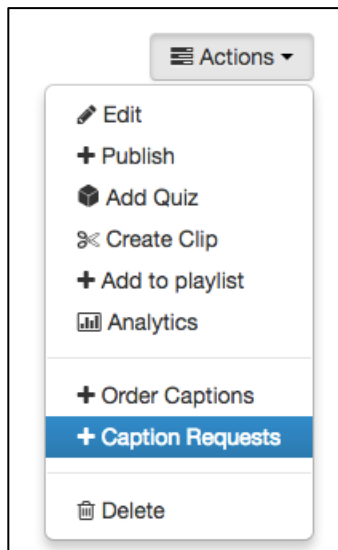 Actions
Edit
Publish
Add Quiz
Create Clip
Add to playlist
Analytics
Order Captions
Caption Requests
Delete